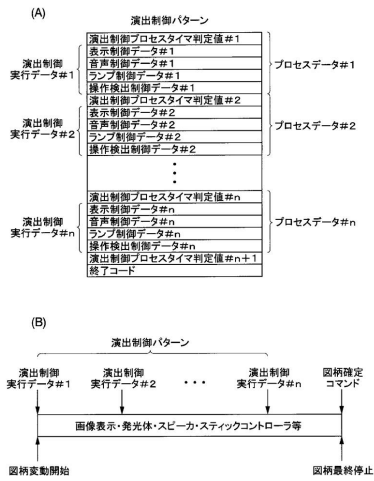 (A)
演出制御パターン
演出制御
実行データ＃1
演出制御プロセスタイマ判定値＃1
表示制御データ＃1
音声制御データ＃1
ランプ制御データ＃1
操作検出制御データ＃1
プロセスデータ＃1
演出制御
実行データ＃2
演出制御プロセスタイマ判定値＃2
表示制御データ＃2
音声制御データ＃2
ランプ制御データ＃2
操作検出制御データ＃2
プロセスデータ＃2
演出制御
実行データ＃n
演出制御プロセスタイマ判定値＃n
表示制御データ＃n
音声制御データ＃n
ランプ制御データ＃n
操作検出制御データ＃n
プロセスデータ＃n
演出制御プロセスタイマ判定値＃n＋1
終了コード
(B)
演出制御パターン
演出制御
実行データ＃1
演出制御
実行データ＃2
・・・
演出制御
実行データ＃n
図柄確定
コマンド
画像表示・発光体・スピーカ・スティックコントローラ等
図柄変動開始
図柄最終停止